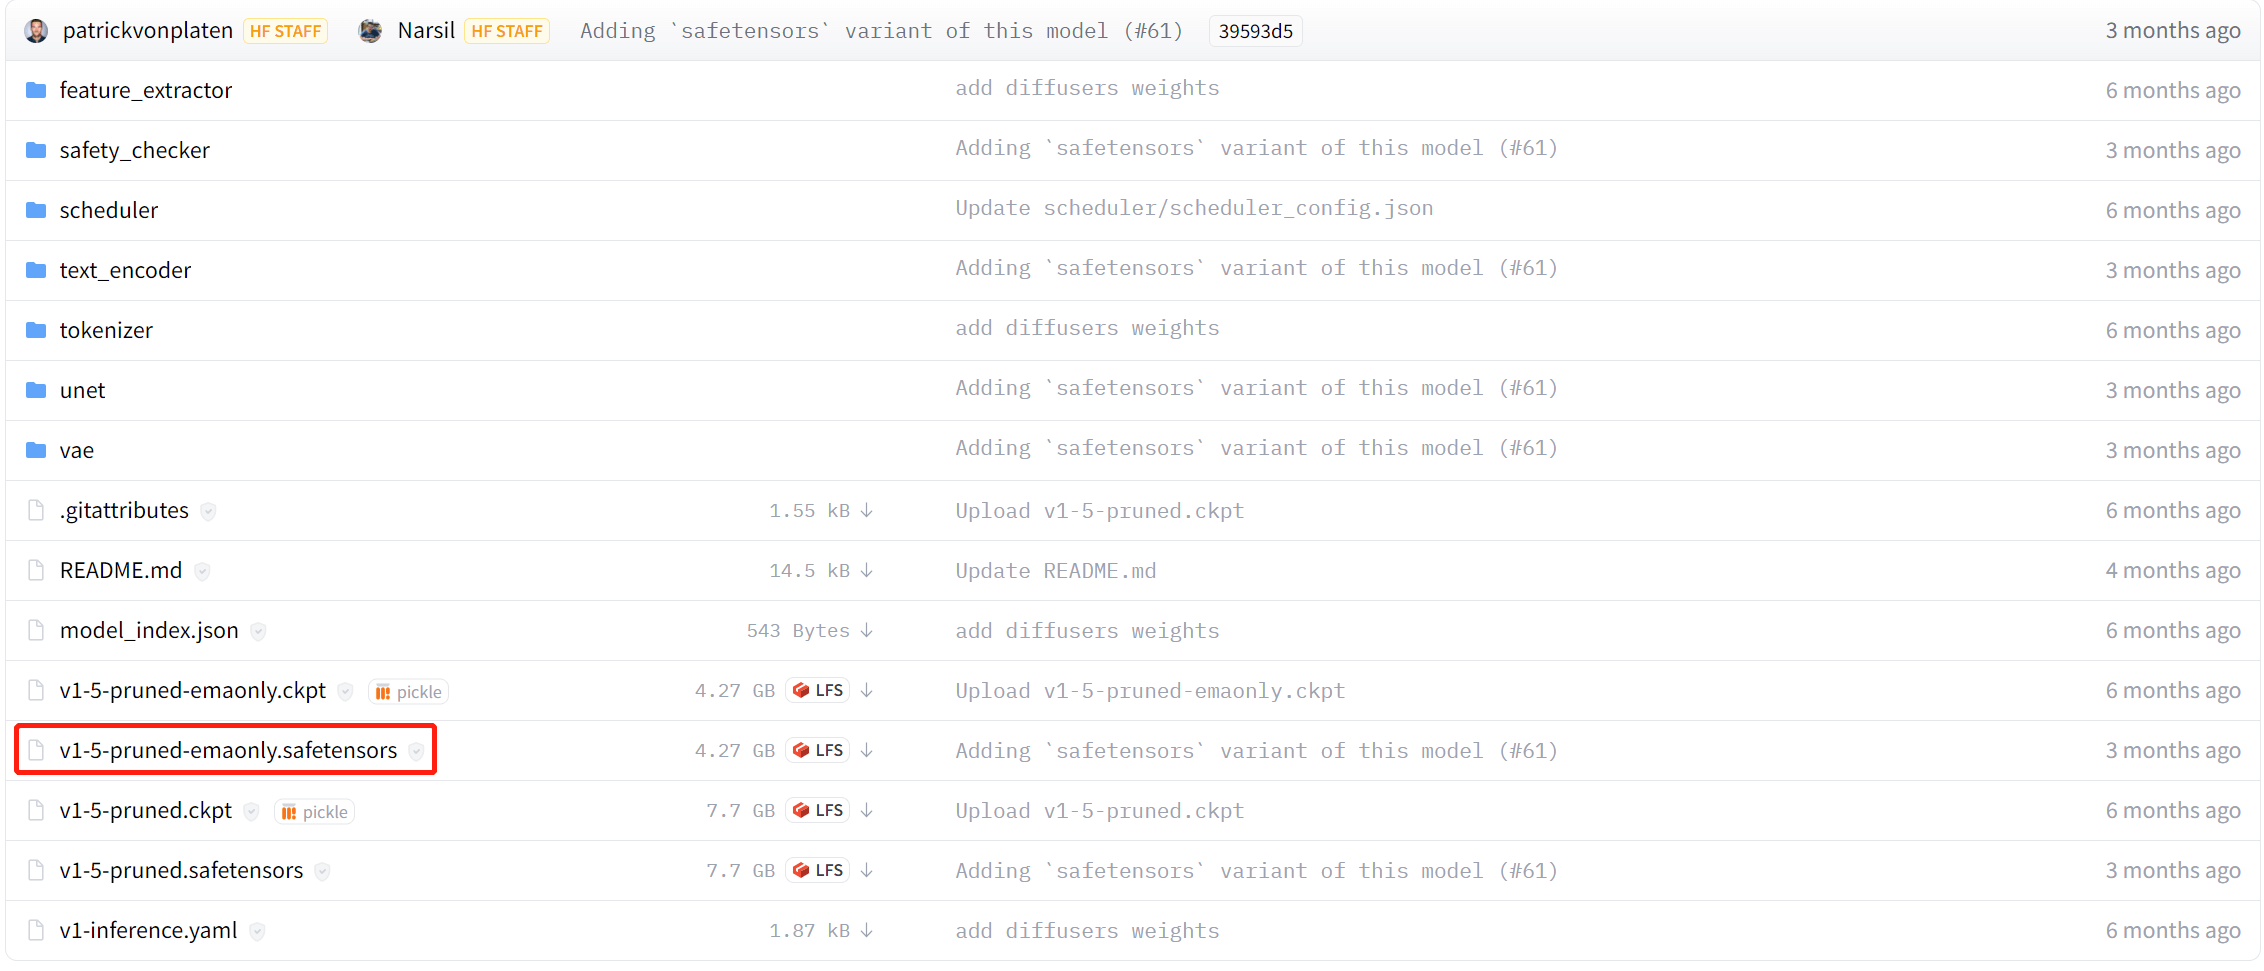 patrickvonplaten HF STAFF Narsil HF STAFF Adding `safetensors` variant of this model (#61) 39593d5 3 months ago
feature_extractor add diffusers weights 6 months ago
safety_checker Adding `safetensors` variant of this model (#61) 3 months ago
scheduler Update scheduler/scheduler_config.json 6 months ago
text_encoder Adding `safetensors` variant of this model (#61) 3 months ago
tokenizer add diffusers weights 6 months ago
unet Adding `safetensors` variant of this model (#61) 3 months ago
vae Adding `safetensors` variant of this model (#61) 3 months ago
.gitattributes 1.55 kB Upload v1-5-pruned.ckpt 6 months ago
README.md 14.5 kB Update README.md 4 months ago
model_index.json 543 Bytes add diffusers weights 6 months ago
v1-5-pruned-emaonly.ckpt pickle 4.27 GB LFS Upload v1-5-pruned-emaonly.ckpt 6 months ago
v1-5-pruned-emaonly.safetensors 4.27 GB LFS Adding `safetensors` variant of this model (#61) 3 months ago
v1-5-pruned.ckpt pickle 7.7 GB LFS Upload v1-5-pruned.ckpt 6 months ago
v1-5-pruned.safetensors 7.7 GB LFS Adding `safetensors` variant of this model (#61) 3 months ago
v1-inference.yaml 1.87 kB add diffusers weights 6 months ago